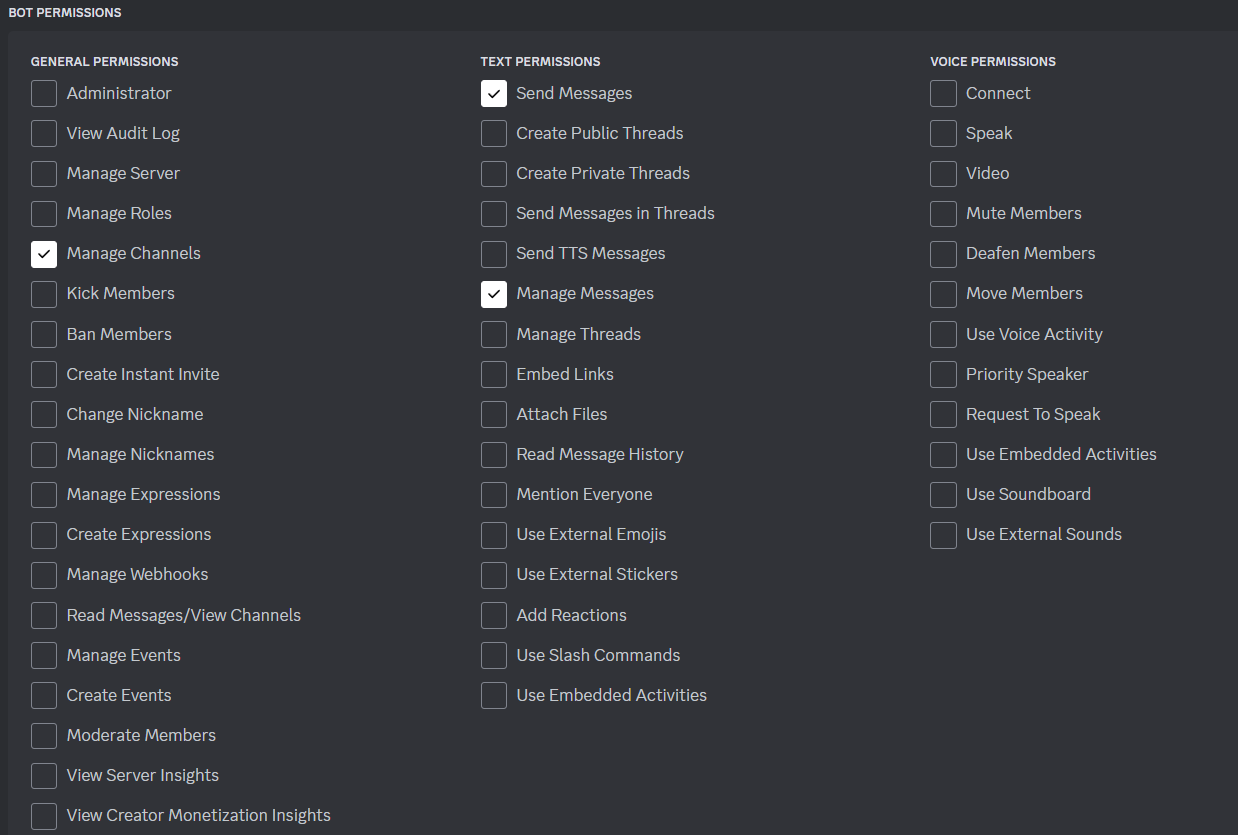 BOT PERMISSIONS
GENERAL PERMISSIONS
Administrator
View Audit Log
Manage Server
Manage Roles
Manage Channels
Kick Members
Ban Members
Create Instant Invite
Change Nickname
Manage Nicknames
Manage Expressions
Create Expressions
Manage Webhooks
Read Messages/View Channels
Manage Events
Create Events
Moderate Members
View Server Insights
View Creator Monetization Insights
TEXT PERMISSIONS
Send Messages
Create Public Threads
Create Private Threads
Send Messages in Threads
Send TTS Messages
Manage Messages
Manage Threads
Embed Links
Attach Files
Read Message History
Mention Everyone
Use External Emojis
Use External Stickers
Add Reactions
Use Slash Commands
Use Embedded Activities
VOICE PERMISSIONS
Connect
Speak
Video
Mute Members
Deafen Members
Move Members
Use Voice Activity
Priority Speaker
Request To Speak
Use Embedded Activities
Use Soundboard
Use External Sounds